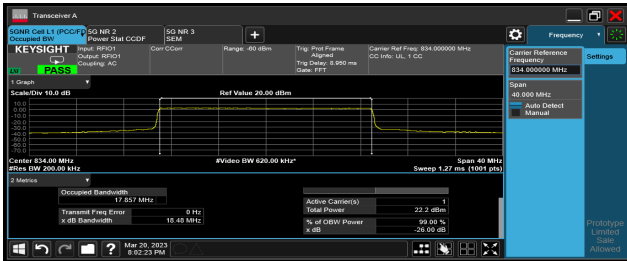 Transceiver A
5GNR Cell L1 (PCC/F
Occupied BW
5G NR 2
Power Stat CCDF
5G NR 3
SEM
Frequency
KEYSIGHT
PASS
Input: RFIO1
Output: RFIO1
Coupling: AC
Corr CCorr
Range: -60 dBm
Trig: Prot Frame
Aligned
Trig Delay: 8.950 ms
Gate: FFT
Carrier Ref Freq: 834.000000 MHz
CC Info: UL, 1 CC
Carrier Reference
Frequency
834.000000 MHz
Span
40.000 MHz
Auto Detect
Manual
Settings
1 Graph
Scale/Div 10.0 dB
Ref Value 20.00 dBm
10.0
0.00
-10.0
-20.0
-30.0
-40.0
-50.0
-60.0
-70.0
Center 834.00 MHz
#Res BW 200.00 kHz
#Video BW 620.00 kHz*
Span 40 MHz
Sweep 1.27 ms (1001 pts)
2 Metrics
Occupied Bandwidth
17.857 MHz
Transmit Freq Error 0 Hz
x dB Bandwidth 18.48 MHz
Active Carrier(s) 1
Total Power 22.2 dBm
% of OBW Power 99.00 %
x dB -26.00 dB
Mar 20, 2023
8:02:23 PM
Prototype
Limited
Sale
Allowed